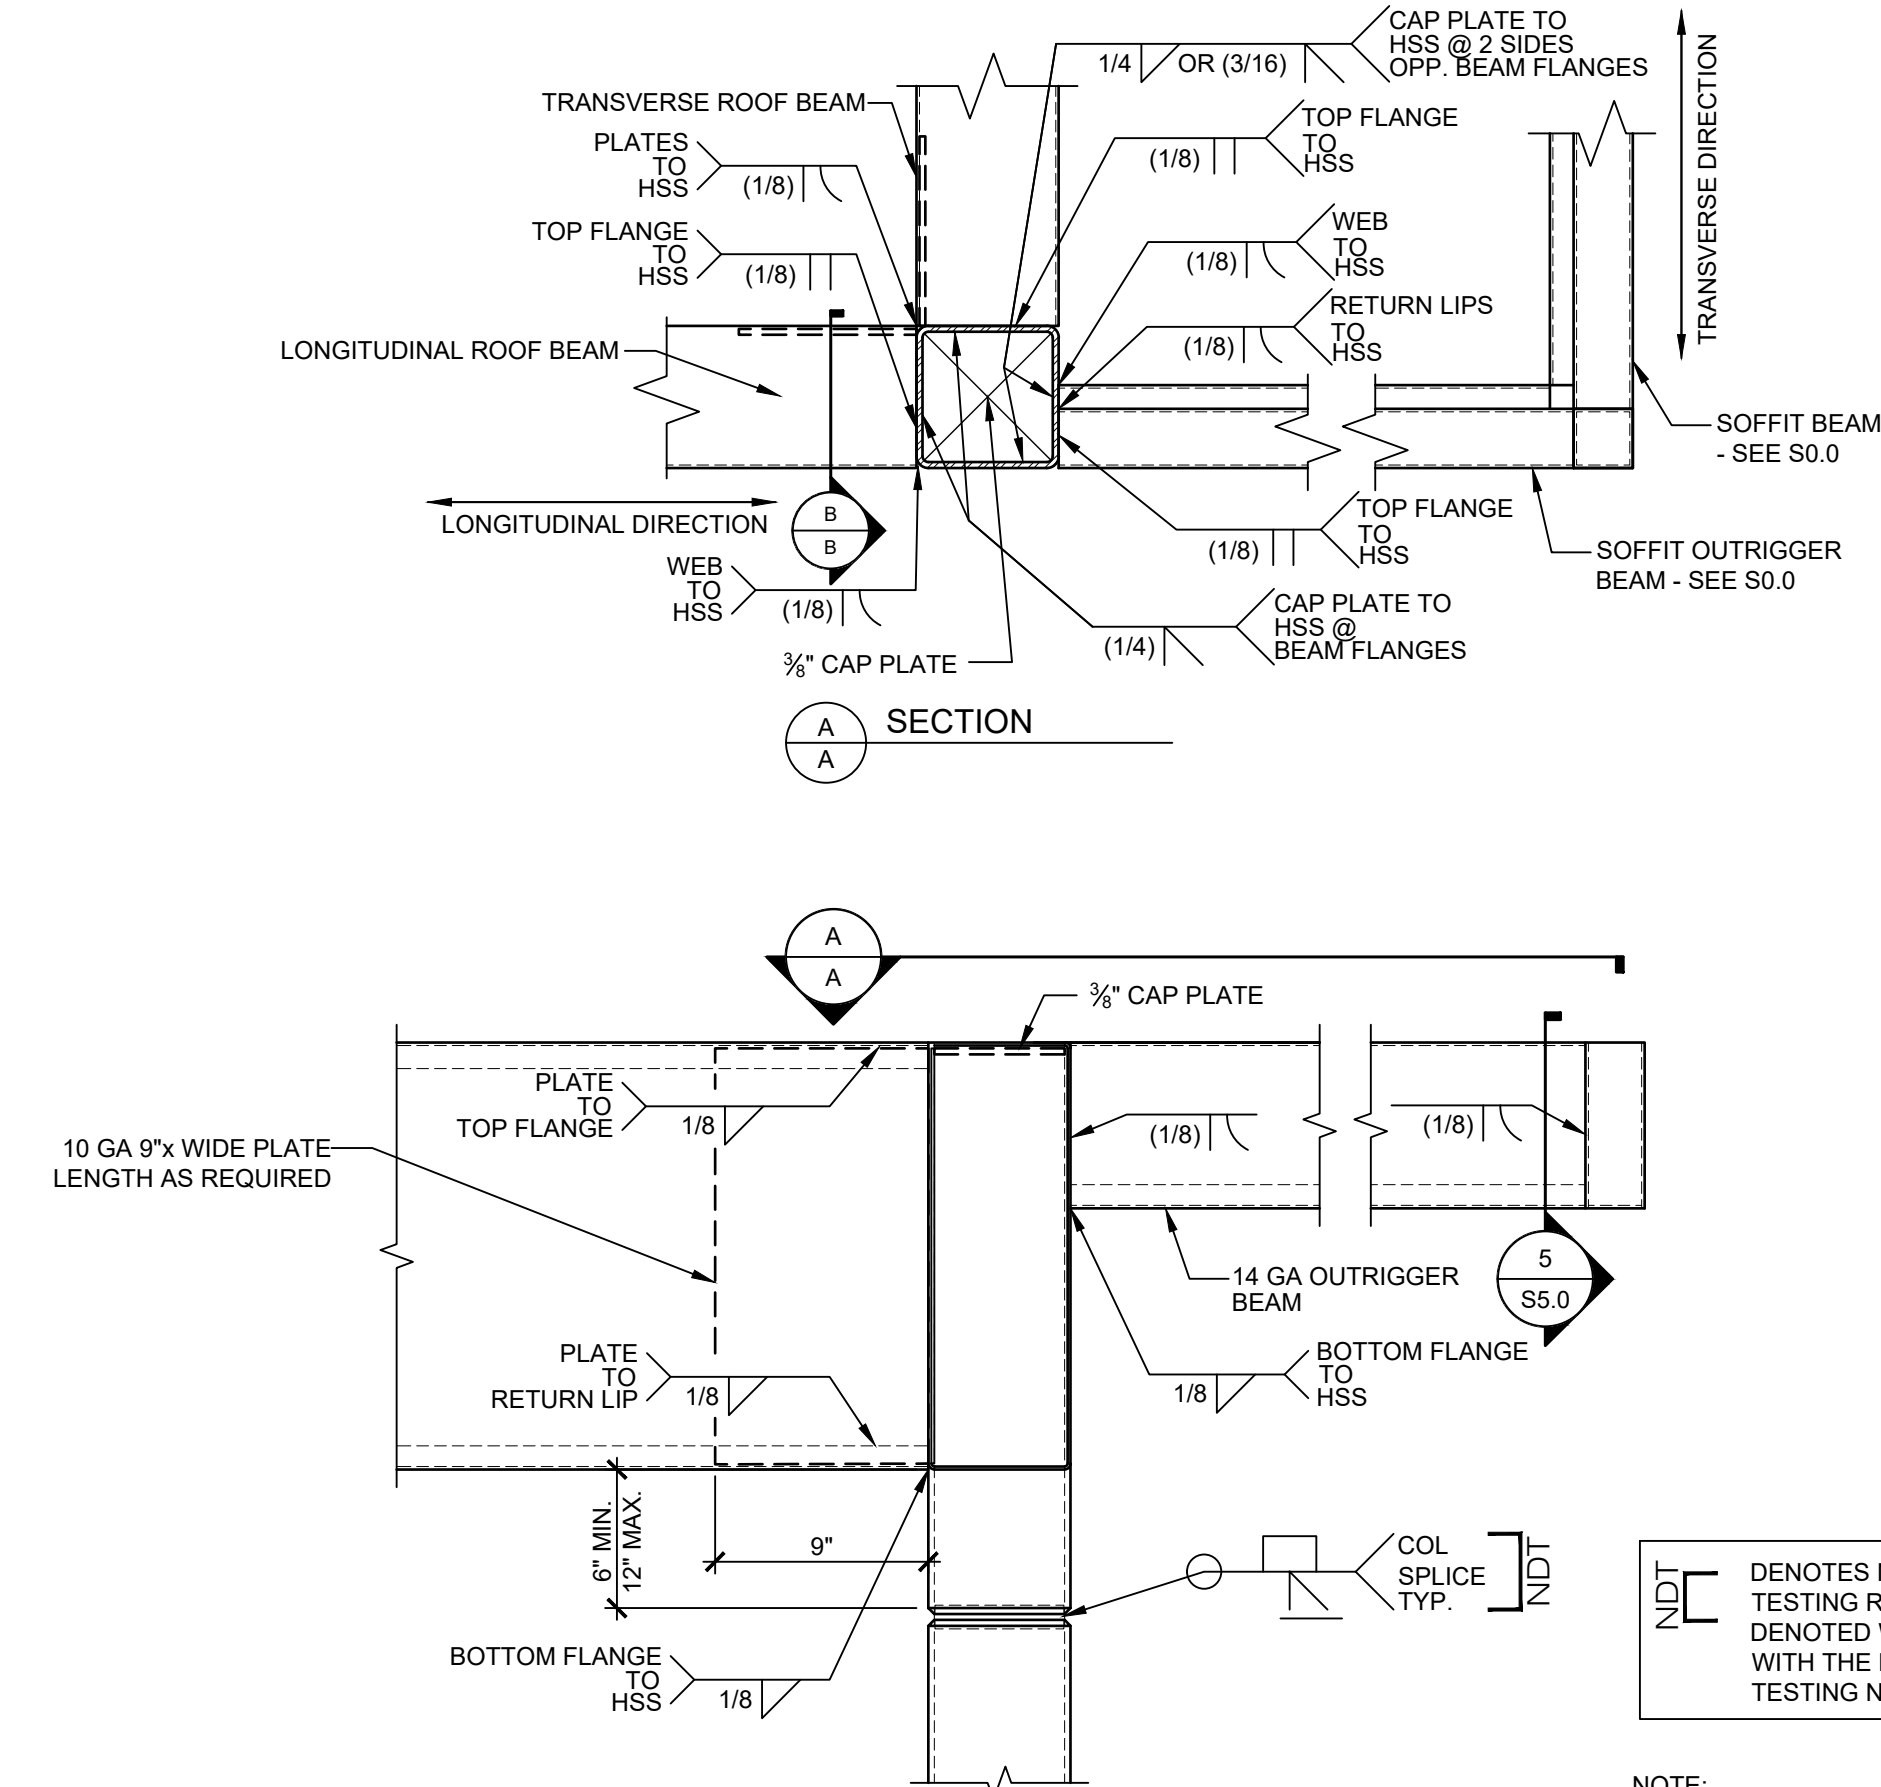 CAP PLATE TO
HSS @ 2 SIDES
OPP. BEAM FLANGES
1/4
OR (3/16)
TRANSVERSE DIRECTION
TRANSVERSE ROOF BEAM
PLATES
TO
HSS
(1/8)
TOP FLANGE
TO
HSS
(1/8)
TOP FLANGE
TO
HSS
(1/8)
WEB
TO
HSS
(1/8)
RETURN LIPS
TO
HSS
(1/8)
LONGITUDINAL ROOF BEAM
SOFFIT BEAM
- SEE S0.0
LONGITUDINAL DIRECTION
B
B
TOP FLANGE
TO
HSS
(1/8)
SOFFIT OUTRIGGER
BEAM - SEE S0.0
WEB
TO
HSS
(1/8)
CAP PLATE TO
HSS @
BEAM FLANGES
(1/4)
⅜" CAP PLATE
A
A
SECTION
A
A
⅜" CAP PLATE
PLATE
TO
TOP FLANGE
1/8
(1/8)
(1/8)
10 GA 9"x WIDE PLATE
LENGTH AS REQUIRED
14 GA OUTRIGGER
BEAM
5
S5.0
PLATE
TO
RETURN LIP
1/8
BOTTOM FLANGE
TO
HSS
1/8
6" MIN.
12" MAX.
9"
COL
SPLICE
TYP.
NDT
BOTTOM FLANGE
TO
HSS
1/8
NDT
DENOTES
TESTING
DENOTED
WITH THE
TESTING
NOTE: